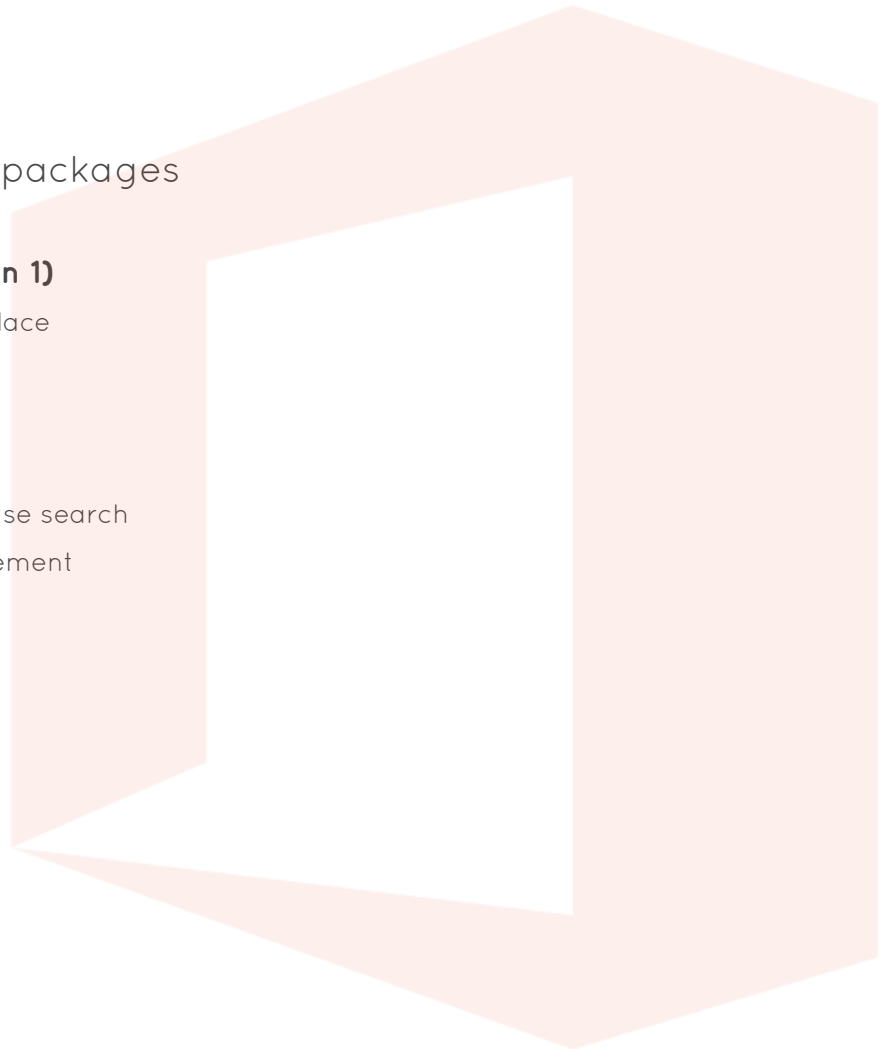 packages
n 1)
lace
se search
ement